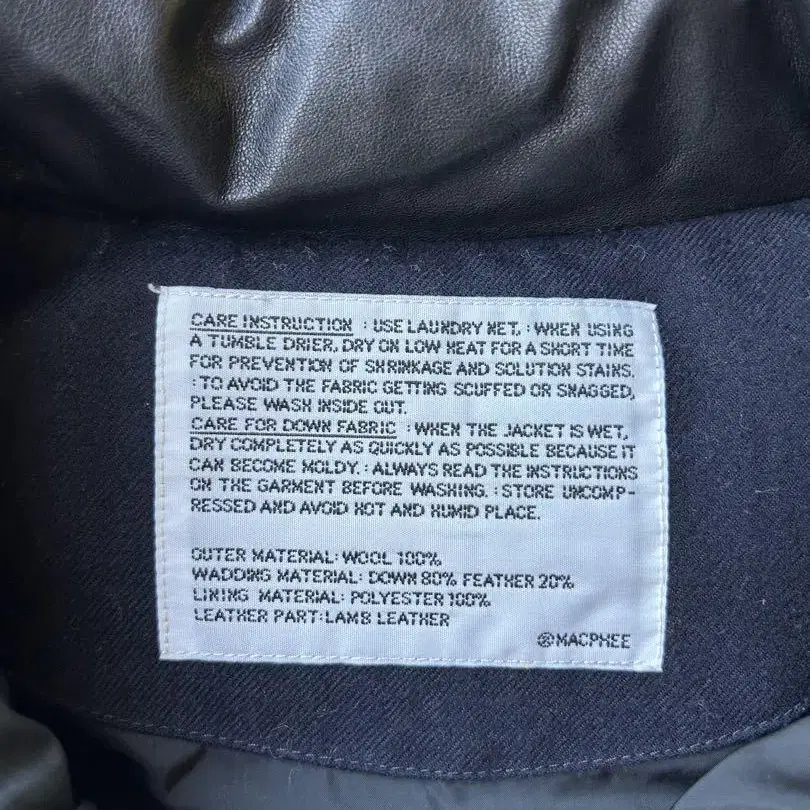 CARE INSTRUCTION : USE LAUNDRY NET. : WHEN USING
A TUMBLE DRIER, DRY ON LOW HEAT FOR A SHORT TIME
FOR PREVENTION OF SHRINKAGE AND SOLUTION STAINS.
: TO AVOID THE FABRIC GETTING SCUFFED OR SNAGGED,
PLEASE WASH INSIDE OUT.
CARE FOR DOWN FABRIC : WHEN THE JACKET IS WET,
DRY COMPLETELY AS QUICKLY AS POSSIBLE BECAUSE IT
CAN BECOME MOLDY. : ALWAYS READ THE INSTRUCTIONS
ON THE GARMENT BEFORE WASHING. : STORE UNCOMP-
RESSED AND AVOID HOT AND HUMID PLACE.
OUTER MATERIAL: WOOL 100%
WADDING MATERIAL: DOWN 80% FEATHER 20%
LINING MATERIAL: POLYESTER 100%
LEATHER PART:LAMB LEATHER
®MACPHEE